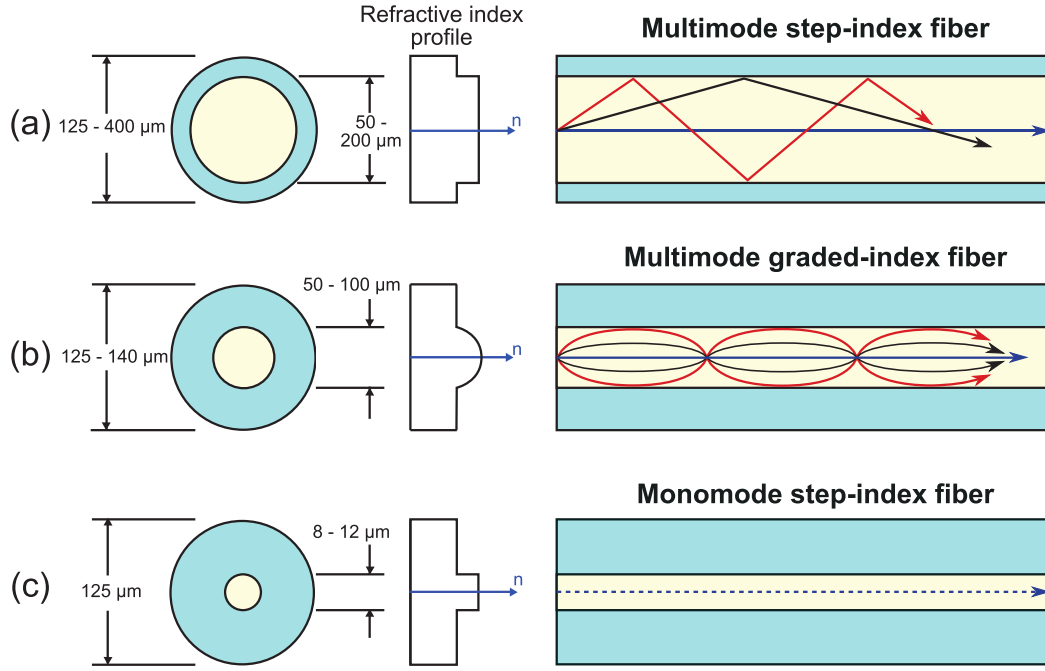 Refractive index
profile
Multimode step-index fiber
(a)
125 - 400 µm
50 -
200 µm
n
Multimode graded-index fiber
50 - 100 µm
(b)
125 - 140 µm
n
Monomode step-index fiber
8 - 12 µm
(c)
125 µm
n